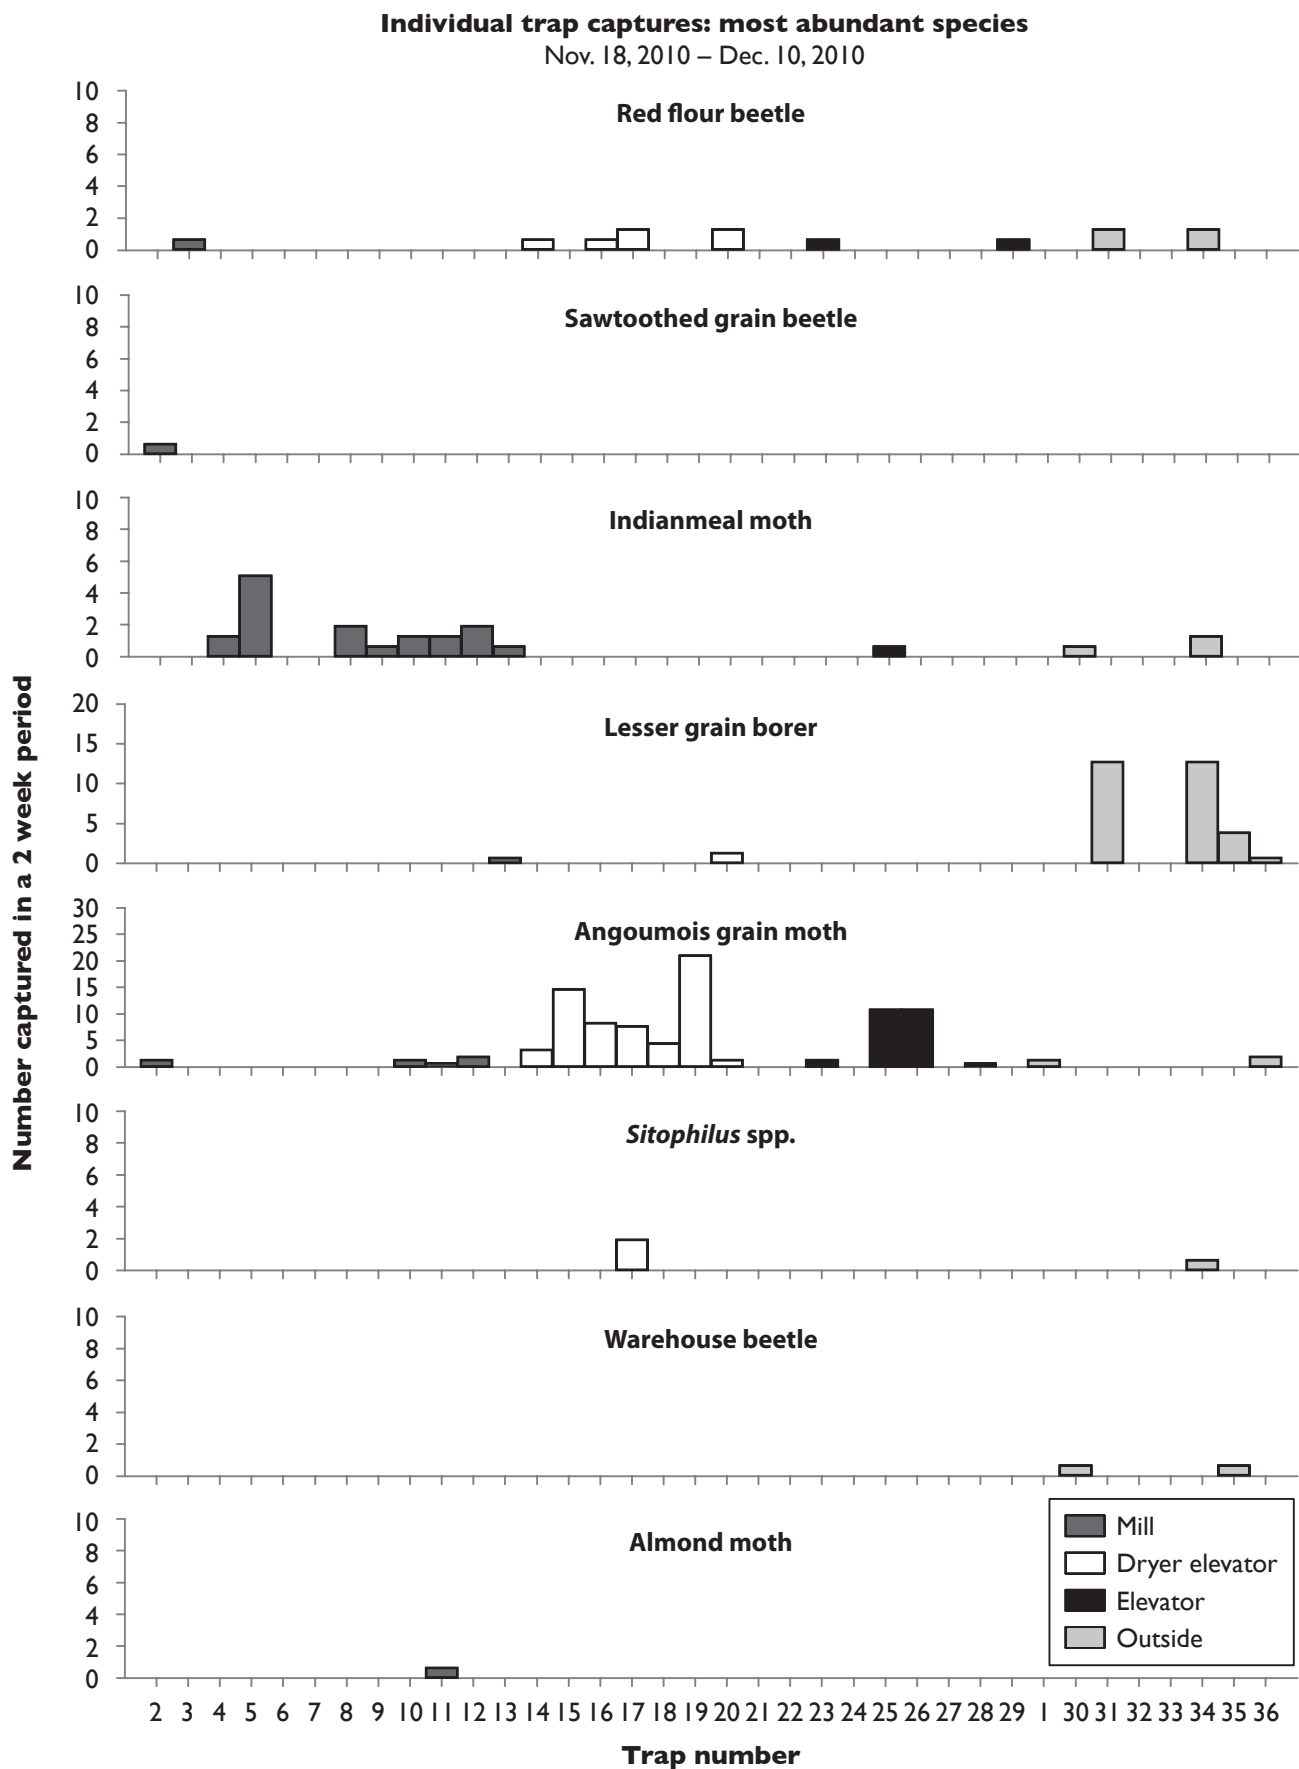 Individual trap captures: most abundant species
Nov. 18, 2010 – Dec. 10, 2010
Number captured in a 2 week period
Red flour beetle
10
8
6
4
2
0
Sawtoothed grain beetle
10
8
6
4
2
0
Indianmeal moth
10
8
6
4
2
0
Lesser grain borer
20
15
10
5
0
Angoumois grain moth
30
25
20
15
10
5
0
Sitophilus spp.
10
8
6
4
2
0
Warehouse beetle
10
8
6
4
2
0
Almond moth
10
8
6
4
2
0
Mill
Dryer elevator
Elevator
Outside
2 3 4 5 6 7 8 9 10 11 12 13 14 15 16 17 18 19 20 21 22 23 24 25 26 27 28 29 1 30 31 32 33 34 35 36
Trap number